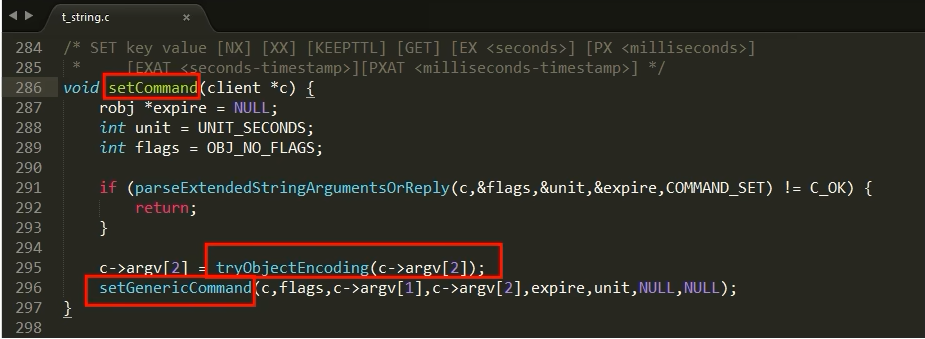 t_string.c ×
284 /* SET key value [NX] [XX] [KEEPTTL] [GET] [EX <seconds>] [PX <milliseconds>]
285  *     [EXAT <seconds-timestamp>][PXAT <milliseconds-timestamp>] */
286 void setCommand(client *c) {
287     robj *expire = NULL;
288     int unit = UNIT_SECONDS;
289     int flags = OBJ_NO_FLAGS;
290
291     if (parseExtendedStringArgumentsOrReply(c,&flags,&unit,&expire,COMMAND_SET) != C_OK) {
292         return;
293     }
294
295     c->argv[2] = tryObjectEncoding(c->argv[2]);
296     setGenericCommand(c,flags,c->argv[1],c->argv[2],expire,unit,NULL,NULL);
297 }
298